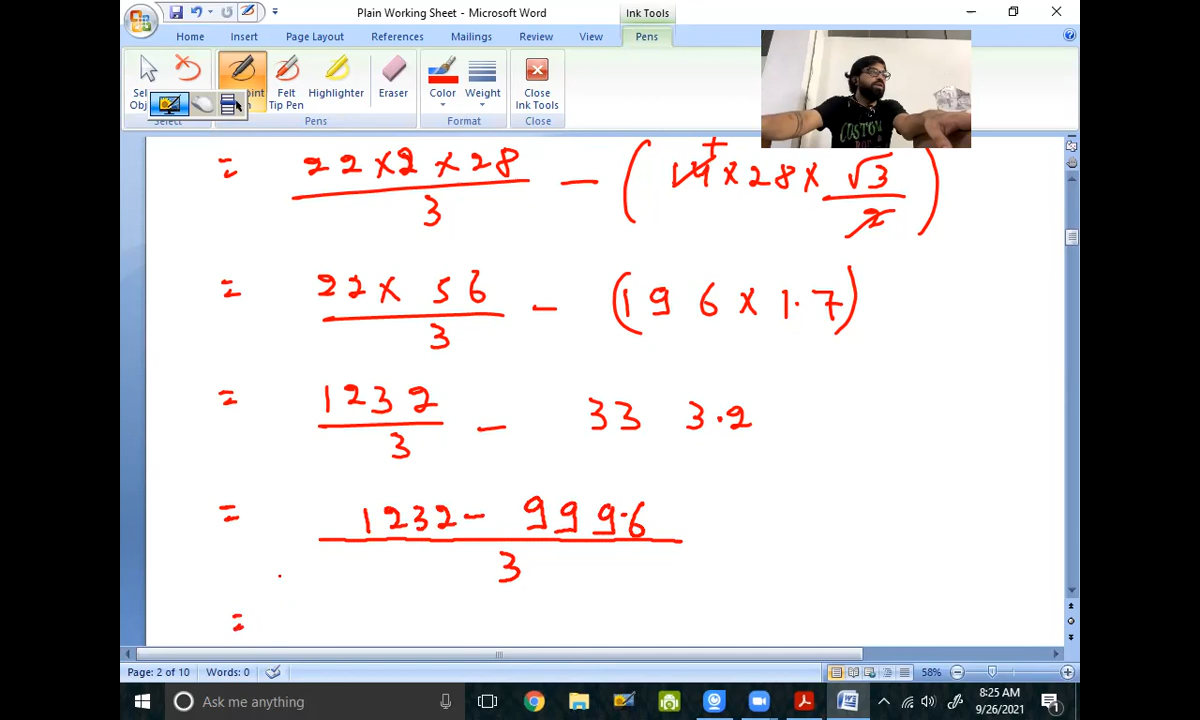 Plain Working Sheet - Microsoft Word
Ink Tools
Home Insert Page Layout References Mailings Review View Pens
Felt Tip Pen
Highlighter
Eraser
Color
Weight
Close Ink Tools
Select
Pens
Format
Close
= 22 × 2 × 28 / 3 - ( × 28 × √3 / 2 )
= 22 × 56 / 3 - (196 × 1.7)
= 1232 / 3 - 333.2
= 1232 - 999.6 / 3
=
Page: 2 of 10 Words: 0 58%
Ask me anything
8:25 AM
9/26/2021